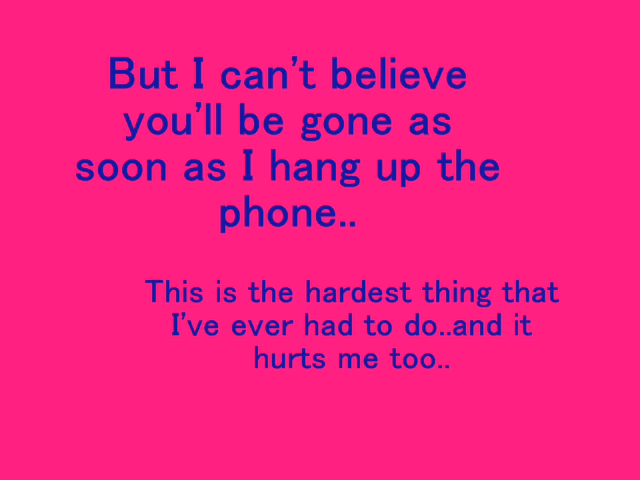 But I can't believe
you'll be gone as
soon as I hang up the
phone..
This is the hardest thing that
I've ever had to do..and it
hurts me too..